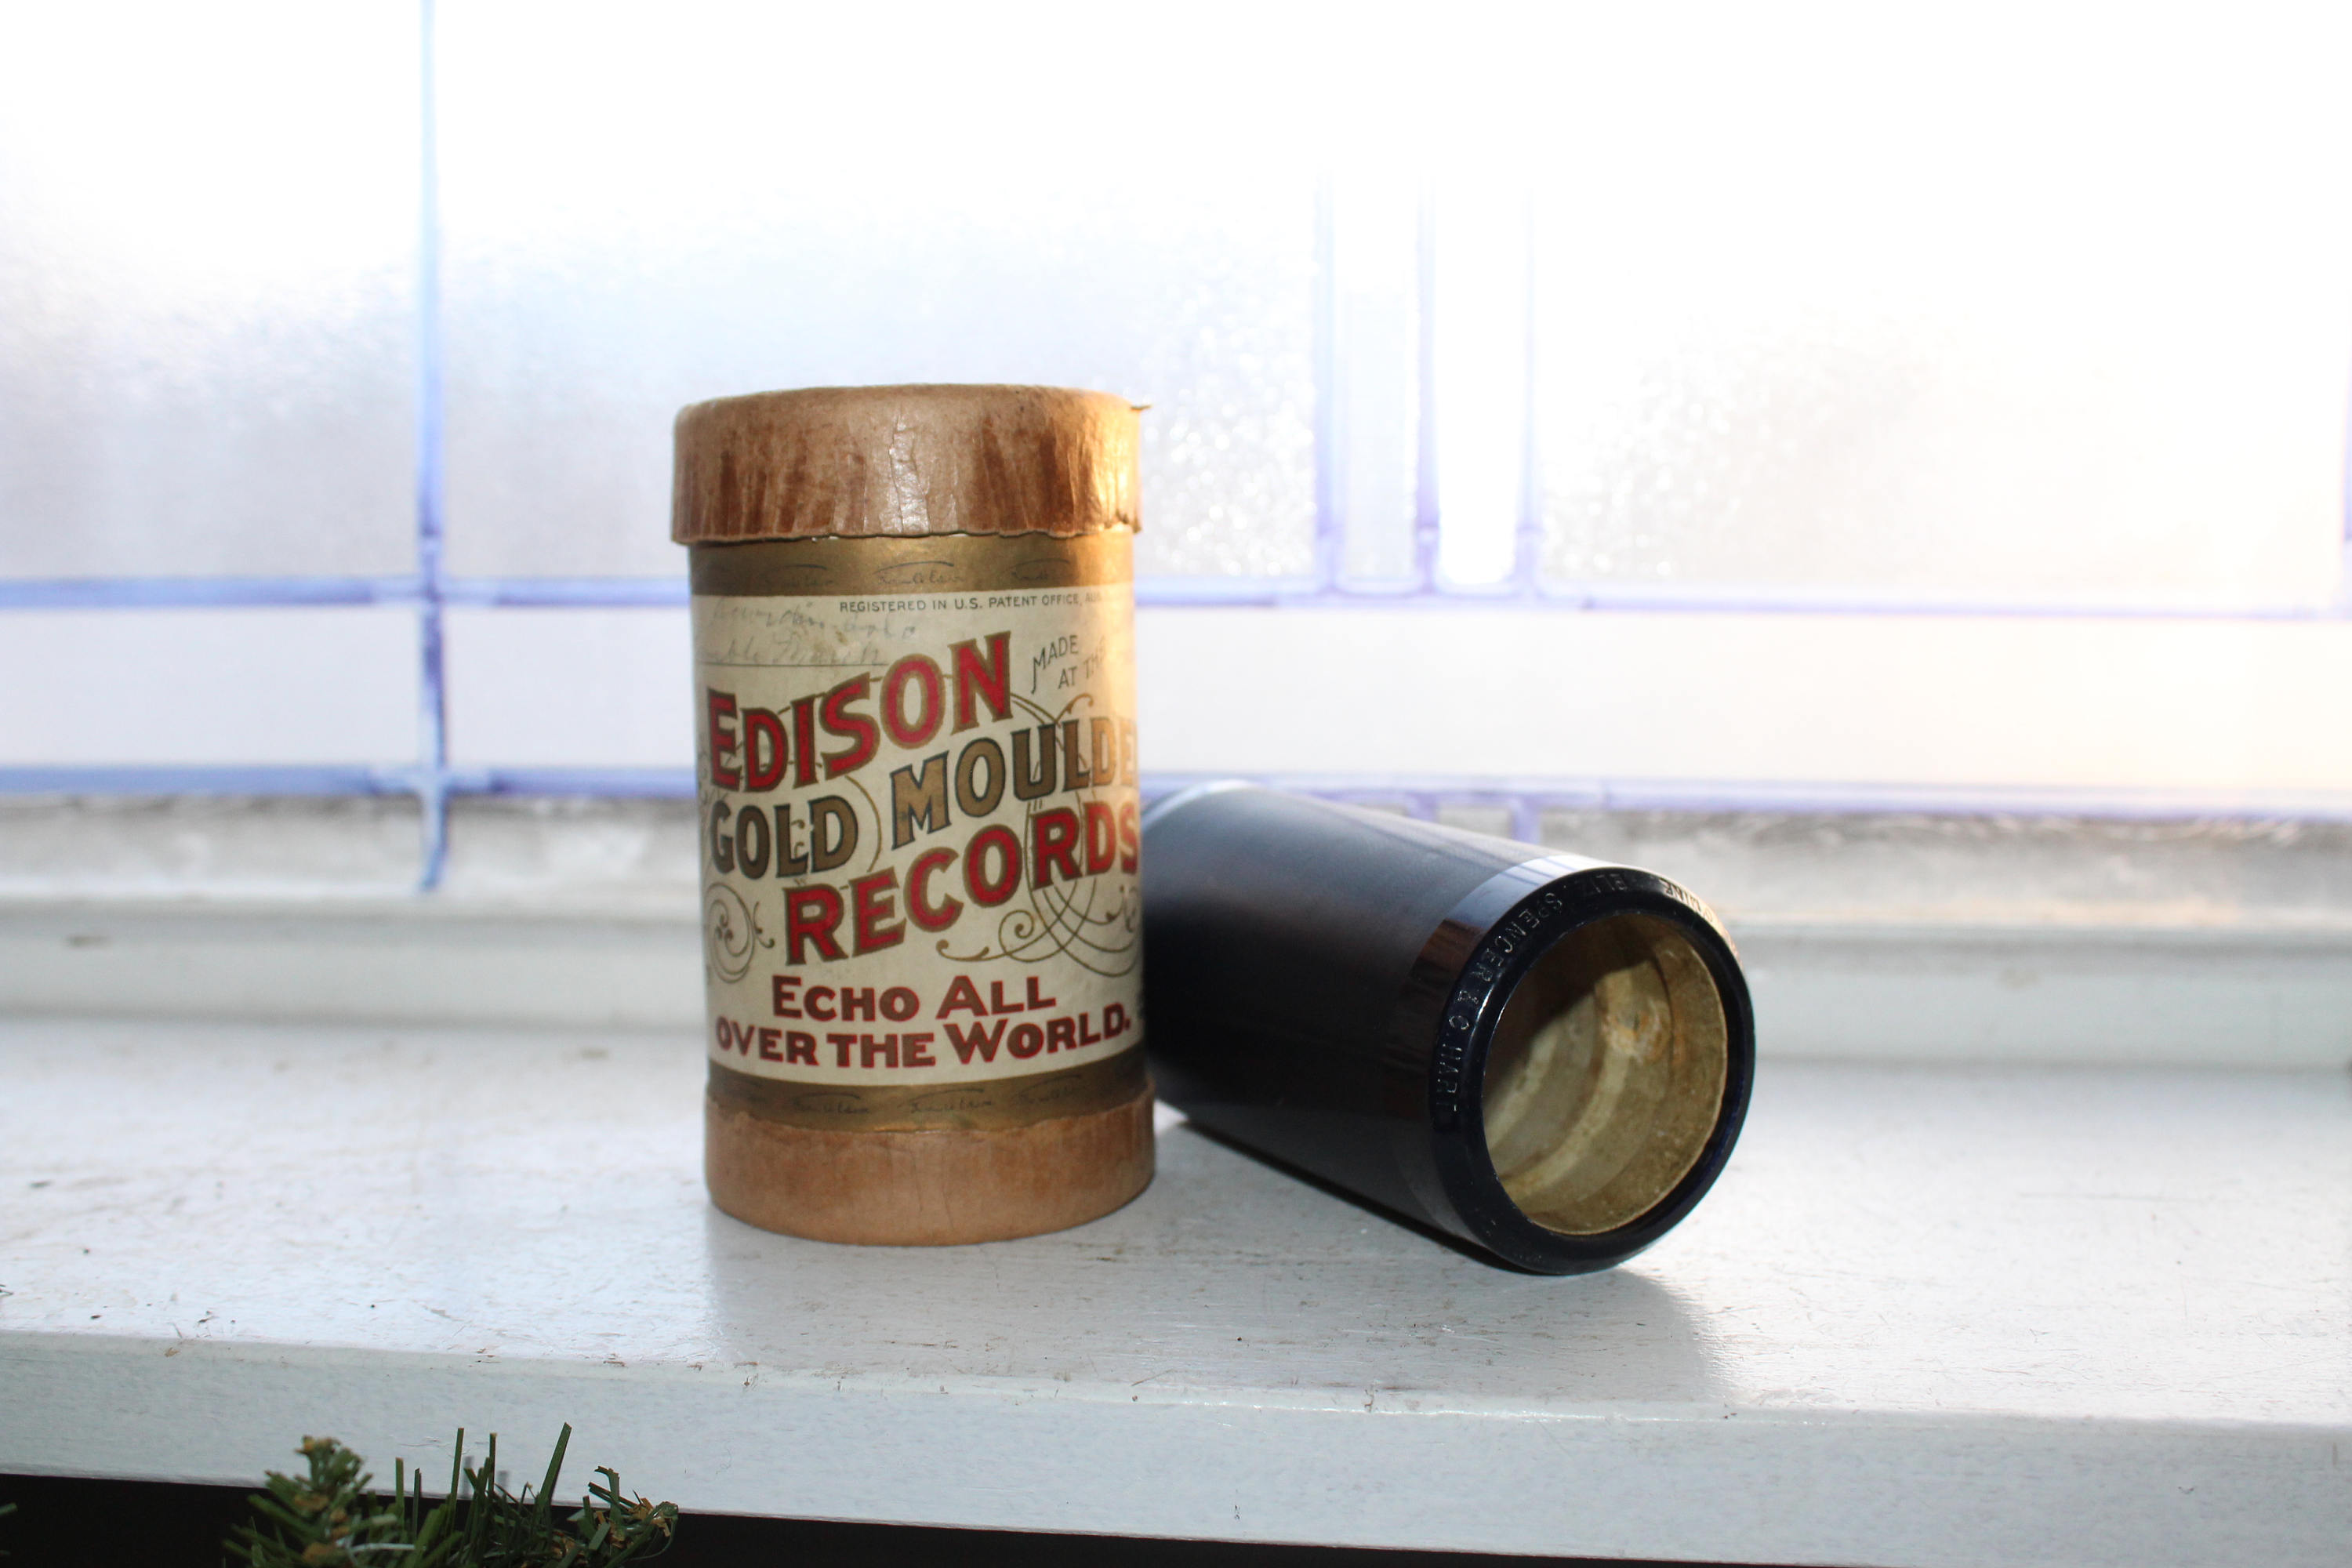 REGISTERED IN U.S. PATENT OFFICE,
MADE
AT THE
EDISON
GOLD MOULDE
RECORDS
ECHO ALL
OVER THE WORLD.
SPENCER & C. HART